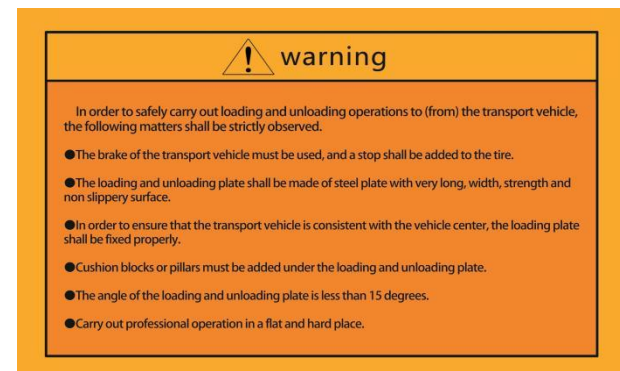 warning
In order to safely carry out loading and unloading operations to (from) the transport vehicle,
the following matters shall be strictly observed.
●The brake of the transport vehicle must be used, and a stop shall be added to the tire.
●The loading and unloading plate shall be made of steel plate with very long, width, strength and
non slippery surface.
●In order to ensure that the transport vehicle is consistent with the vehicle center, the loading plate
shall be fixed properly.
●Cushion blocks or pillars must be added under the loading and unloading plate.
●The angle of the loading and unloading plate is less than 15 degrees.
●Carry out professional operation in a flat and hard place.